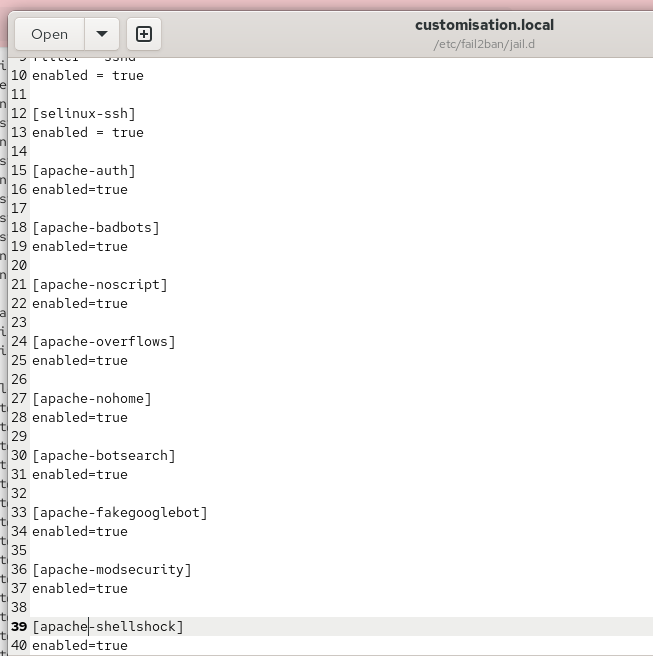 Open
customisation.local
/etc/fail2ban/jail.d
10 enabled = true
11
12 [selinux-ssh]
13 enabled = true
14
15 [apache-auth]
16 enabled=true
17
18 [apache-badbots]
19 enabled=true
20
21 [apache-noscript]
22 enabled=true
23
24 [apache-overflows]
25 enabled=true
26
27 [apache-nohome]
28 enabled=true
29
30 [apache-botsearch]
31 enabled=true
32
33 [apache-fakegooglebot]
34 enabled=true
35
36 [apache-modsecurity]
37 enabled=true
38
39 [apache-shellshock]
40 enabled=true